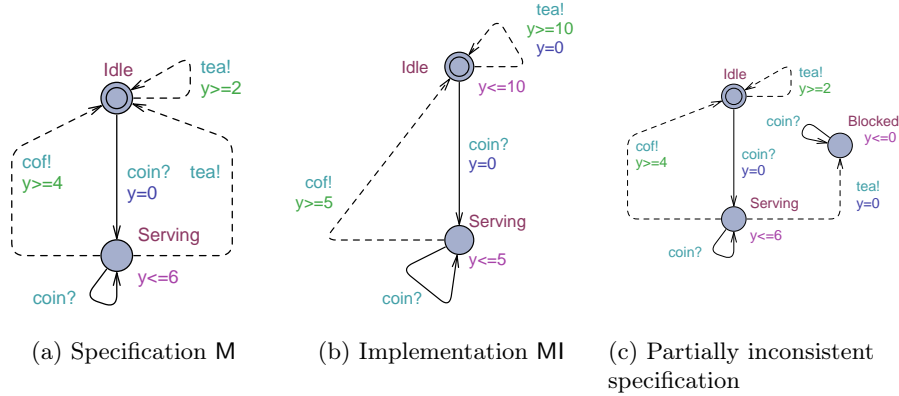 Idle
tea!
y>=2
cof!
y>=4
coin?
y=0
tea!
Serving
y<=6
coin?
(a) Specification M
tea!
y>=10
y=0
Idle
y<=10
coin?
y=0
cof!
y>=5
Serving
y<=5
coin?
(b) Implementation MI
Idle
tea!
y>=2
Blocked
y<=0
coin?
cof!
y>=4
coin?
y=0
tea!
y=0
Serving
y<=6
coin?
(c) Partially inconsistent
specification